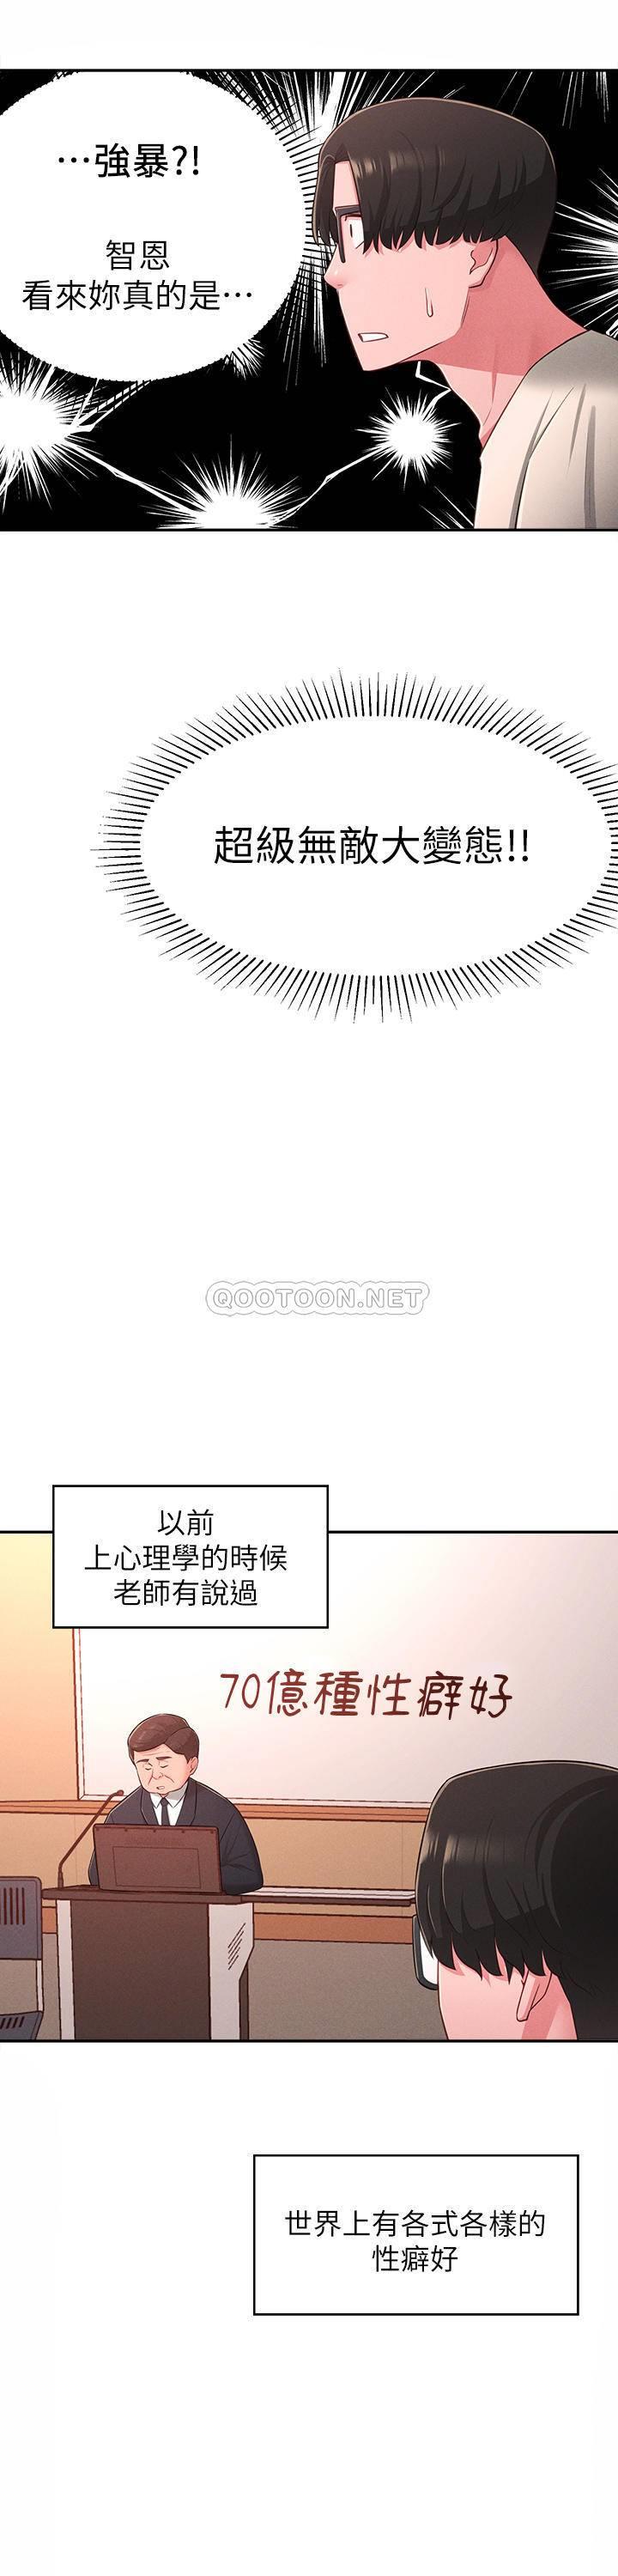 …強暴?!
智恩
看來妳真的是…
超級無敵大變態!!
QOOTOON.NET
以前
上心理學的時候
老師有說過
70億種性癖好
世界上有各式各樣的
性癖好